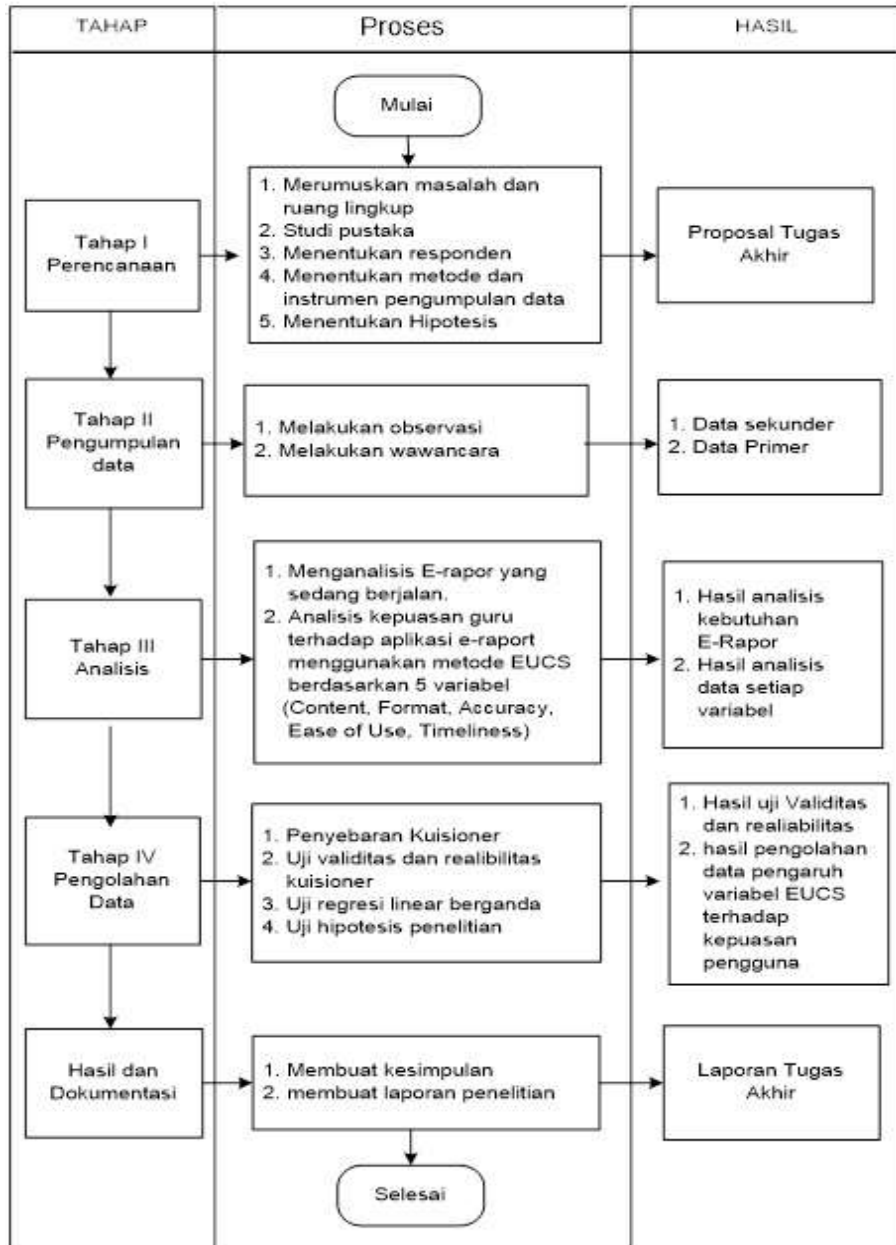 TAHAP
Proses
HASIL
Mulai
Tahap I
Perencanaan
1. Merumuskan masalah dan
ruang lingkup
2. Studi pustaka
3. Menentukan responden
4. Menentukan metode dan
instrumen pengumpulan data
5. Menentukan Hipotesis
Proposal Tugas
Akhir
Tahap II
Pengumpulan
data
1. Melakukan observasi
2. Melakukan wawancara
1. Data sekunder
2. Data Primer
Tahap III
Analisis
1. Menganalisis E-rapor yang
sedang berjalan.
2. Analisis kepuasan guru
terhadap aplikasi e-raport
menggunakan metode EUCS
berdasarkan 5 variabel
(Content, Format, Accuracy,
Ease of Use, Timeliness)
1. Hasil analisis
kebutuhan
E-Rapor
2. Hasil analisis
data setiap
variabel
Tahap IV
Pengolahan
Data
1. Penyebaran Kuisioner
2. Uji validitas dan realibilitas
kuisioner
3. Uji regresi linear berganda
4. Uji hipotesis penelitian
1. Hasil uji Validitas
dan realiabilitas
2. hasil pengolahan
data pengaruh
variabel EUCS
terhadap
kepuasan
pengguna
Hasil dan
Dokumentasi
1. Membuat kesimpulan
2. membuat laporan penelitian
Laporan Tugas
Akhir
Selesai